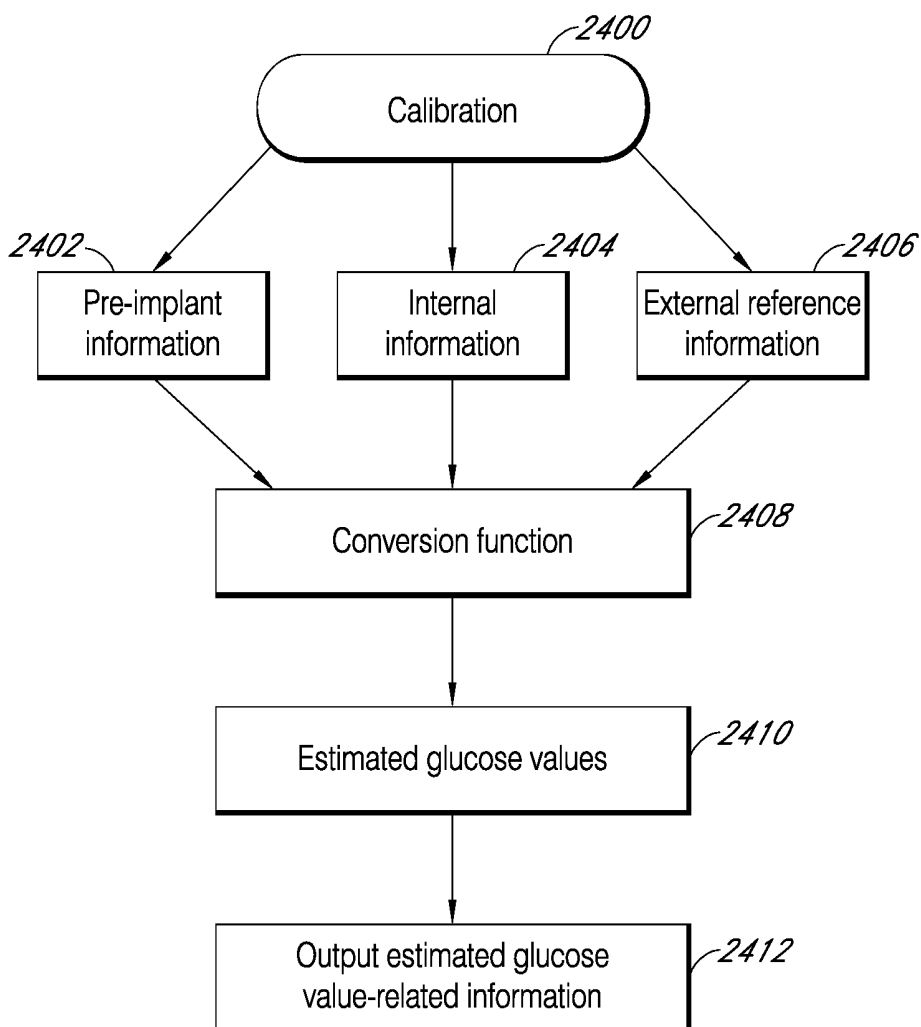 2400
Calibration
2402
2404
2406
Pre-implant
information
Internal
information
External reference
information
2408
Conversion function
2410
Estimated glucose values
2412
Output estimated glucose
value-related information